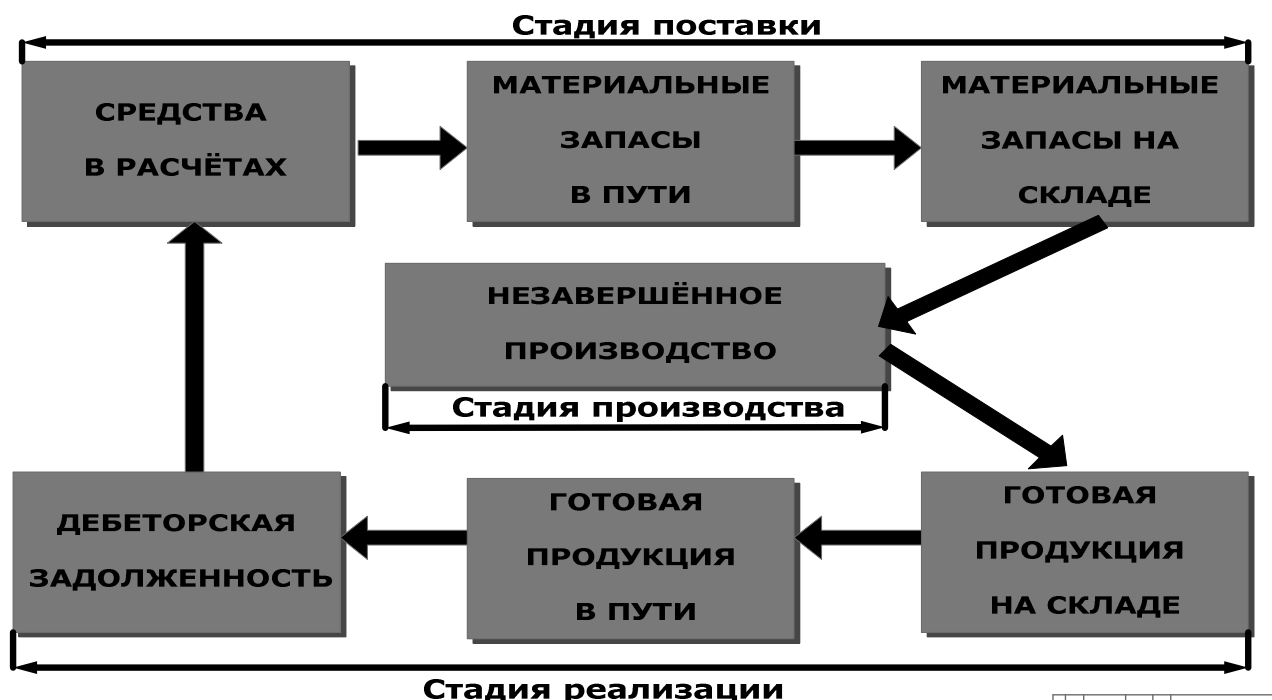 Стадия поставки
СРЕДСТВА
В РАСЧЁТАХ
МАТЕРИАЛЬНЫЕ
ЗАПАСЫ
В ПУТИ
МАТЕРИАЛЬНЫЕ
ЗАПАСЫ НА
СКЛАДЕ
НЕЗАВЕРШЁННОЕ
ПРОИЗВОДСТВО
Стадия производства
ДЕБЕТОРСКАЯ
ЗАДОЛЖЕННОСТЬ
ГОТОВАЯ
ПРОДУКЦИЯ
В ПУТИ
ГОТОВАЯ
ПРОДУКЦИЯ
НА СКЛАДЕ
Стадия реализации